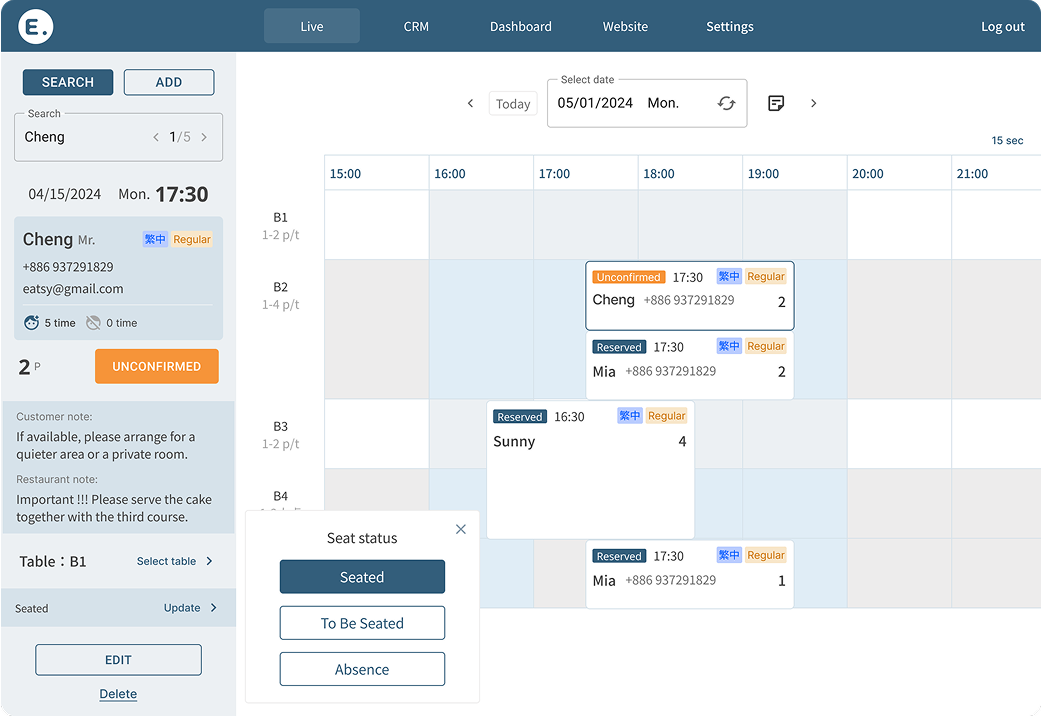 E.
Live
CRM
Dashboard
Website
Settings
Log out
SEARCH
ADD
Search
Cheng
1/5
04/15/2024 Mon. 17:30
Cheng Mr. 繁中 Regular
+886 937291829
eatsy@gmail.com
5 time 0 time
2 P
UNCONFIRMED
Customer note:
If available, please arrange for a
quieter area or a private room.
Restaurant note:
Important !!! Please serve the cake
together with the third course.
Table：B1
Select table
Seated
Update
EDIT
Delete
Today
Select date
05/01/2024 Mon.
15 sec
15:00 16:00 17:00 18:00 19:00 20:00 21:00
B1
1-2 p/t
B2
1-4 p/t
Unconfirmed 17:30 繁中 Regular
Cheng +886 937291829 2
Reserved 17:30 繁中 Regular
Mia +886 937291829 2
B3
1-2 p/t
Reserved 16:30 繁中 Regular
Sunny 4
B4
Reserved 17:30 繁中 Regular
Mia +886 937291829 1
Seat status
Seated
To Be Seated
Absence